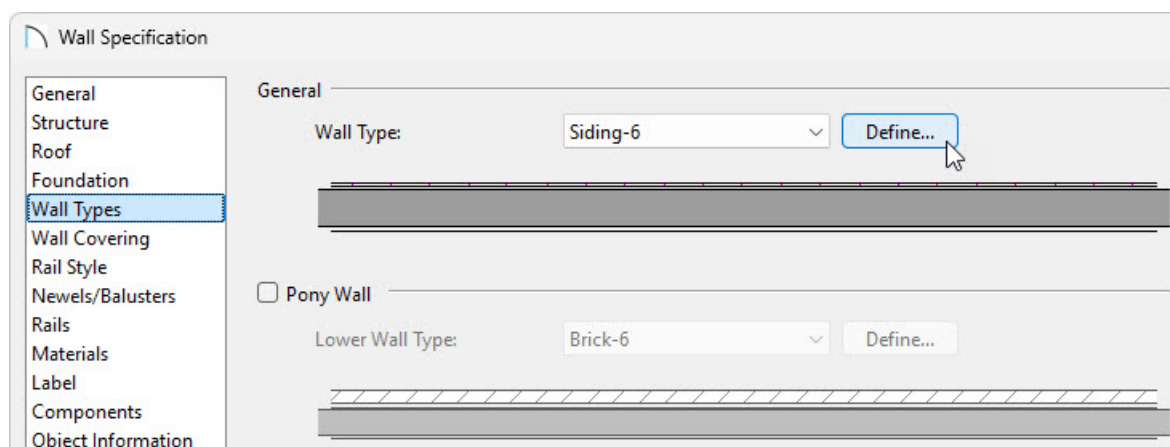 Wall Specification
General
Structure
Roof
Foundation
Wall Types
Wall Covering
Rail Style
Newels/Balusters
Rails
Materials
Label
Components
Object Information
General
Wall Type: Siding-6 Define...
Pony Wall
Lower Wall Type: Brick-6 Define...